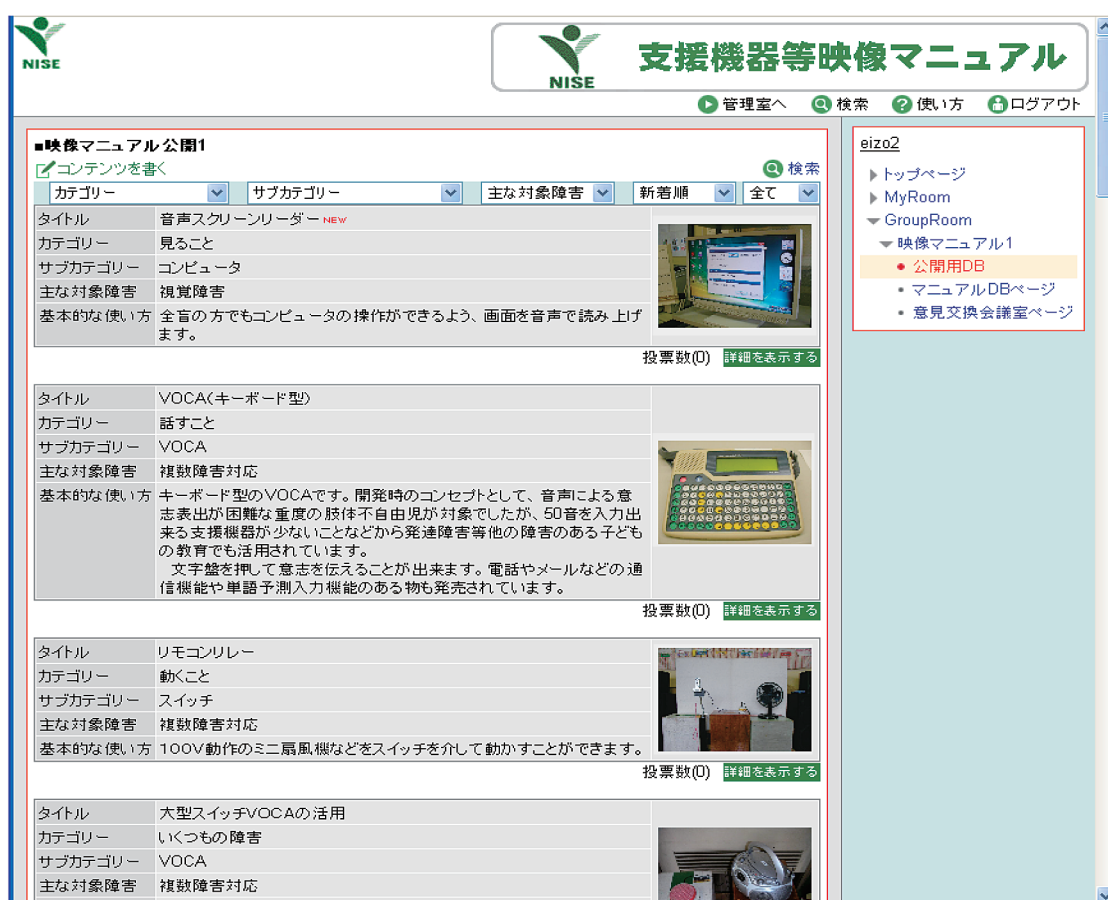 NISE
NISE
支援機器等映像マニュアル
管理室へ 検索 使い方 ログアウト
■映像マニュアル公開1
コンテンツを書く
検索
カテゴリー サブカテゴリー 主な対象障害 新着順 全て
タイトル 音声スクリーンリーダー NEW
カテゴリー 見ること
サブカテゴリー コンピュータ
主な対象障害 視覚障害
基本的な使い方 全盲の方でもコンピュータの操作ができるよう、画面を音声で読み上げ
ます。
投票数(0) 詳細を表示する
タイトル VOCA(キーボード型)
カテゴリー 話すこと
サブカテゴリー VOCA
主な対象障害 複数障害対応
基本的な使い方 キーボード型のVOCAです。開発時のコンセプトとして、音声による意
志表出が困難な重度の肢体不自由児が対象でしたが、50音を入力出
来る支援機器が少ないことなどから発達障害等他の障害のある子ども
の教育でも活用されています。
文字盤を押して意志を伝えることが出来ます。電話やメールなどの通
信機能や単語予測入力機能のある物も発売されています。
投票数(0) 詳細を表示する
タイトル リモコンリレー
カテゴリー 動くこと
サブカテゴリー スイッチ
主な対象障害 複数障害対応
基本的な使い方 100V動作のミニ扇風機などをスイッチを介して動かすことができます。
投票数(0) 詳細を表示する
タイトル 大型スイッチVOCAの活用
カテゴリー いくつもの障害
サブカテゴリー VOCA
主な対象障害 複数障害対応
eizo2
トップページ
MyRoom
GroupRoom
映像マニュアル1
公開用DB
マニュアルDBページ
意見交換会議室ページ